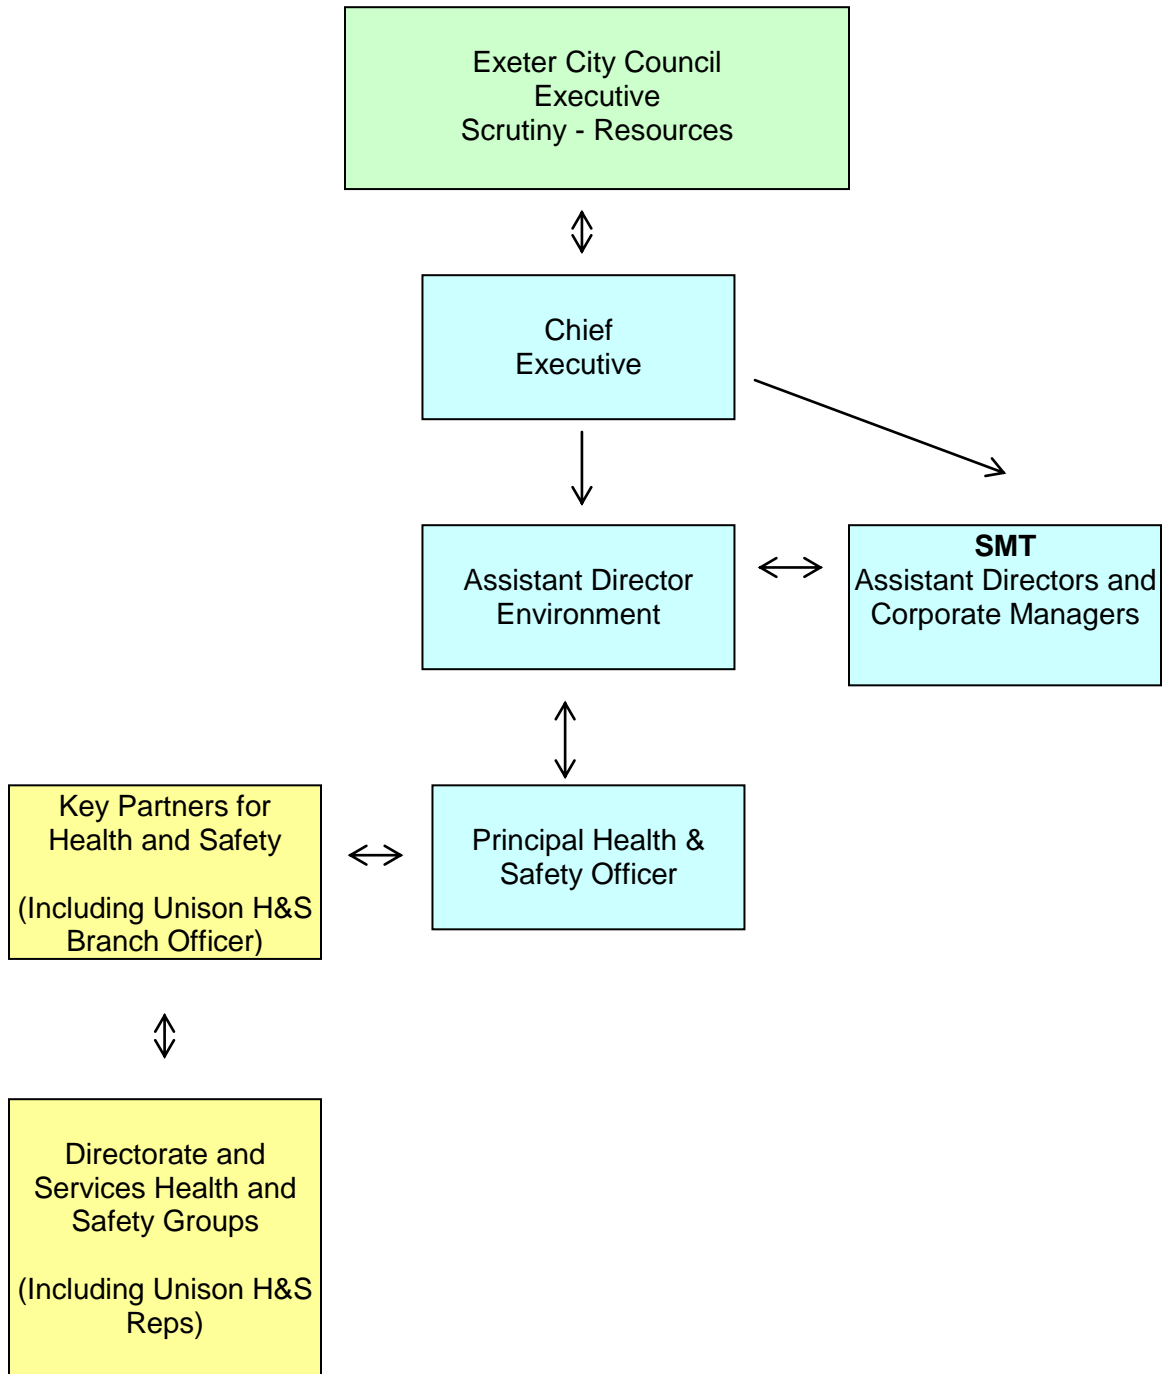 Exeter City Council
Executive
Scrutiny - Resources
Chief
Executive
Assistant Director
Environment
SMT
Assistant Directors and
Corporate Managers
Key Partners for
Health and Safety
(Including Unison H&S
Branch Officer)
Principal Health &
Safety Officer
Directorate and
Services Health and
Safety Groups
(Including Unison H&S
Reps)